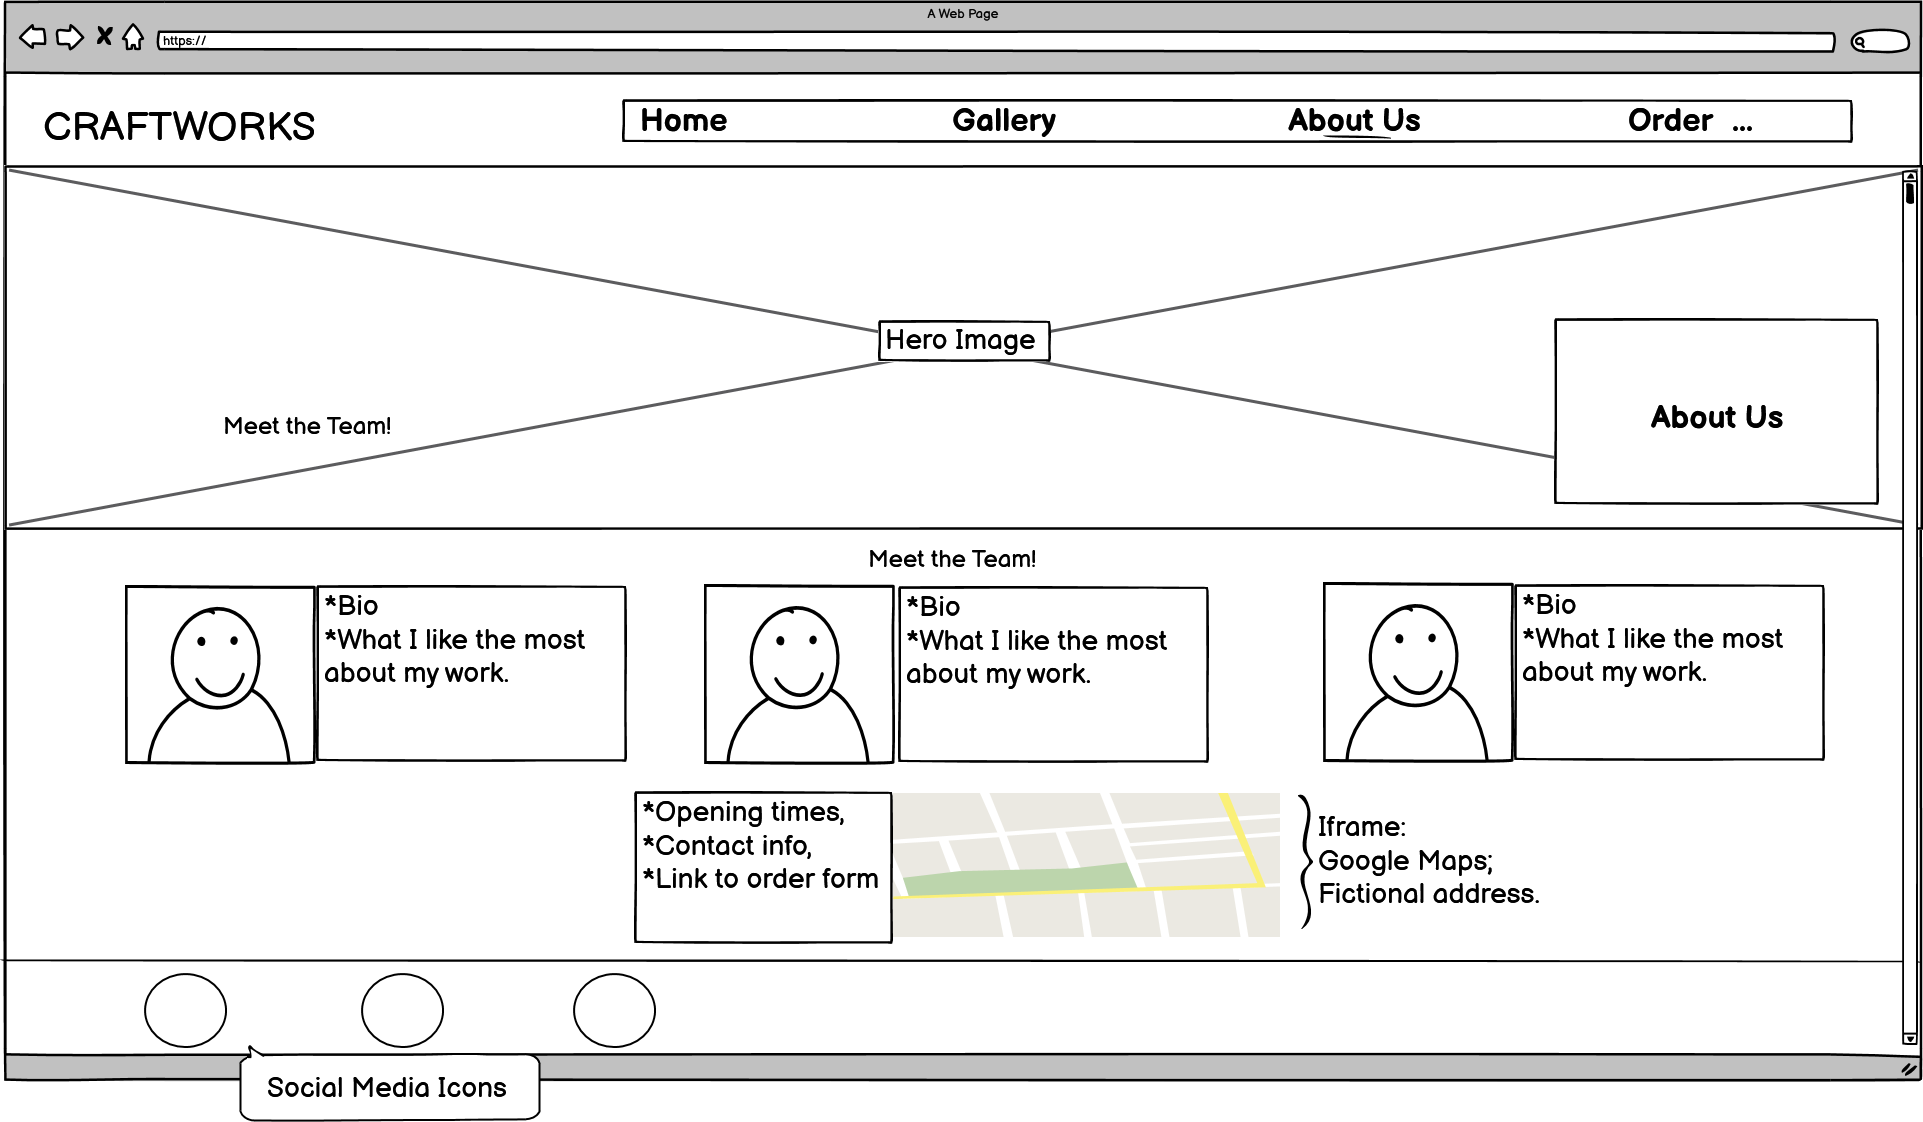 A Web Page
https://
CRAFTWORKS
Home Gallery About Us Order ...
Hero Image
About Us
Meet the Team!
Meet the Team!
*Bio
*What I like the most
about my work.
*Bio
*What I like the most
about my work.
*Bio
*What I like the most
about my work.
*Opening times,
*Contact info,
*Link to order form
Iframe:
Google Maps;
Fictional address.
Social Media Icons